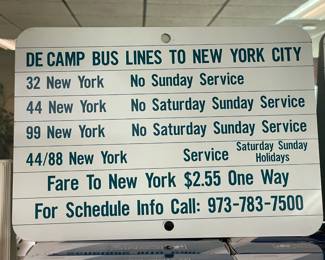 DE CAMP BUS LINES TO NEW YORK CITY
32 New York No Sunday Service
44 New York No Saturday Sunday Service
99 New York No Saturday Sunday Service
44/88 New York Service Saturday Sunday Holidays
Fare To New York $2.55 One Way
For Schedule Info Call: 973-783-7500